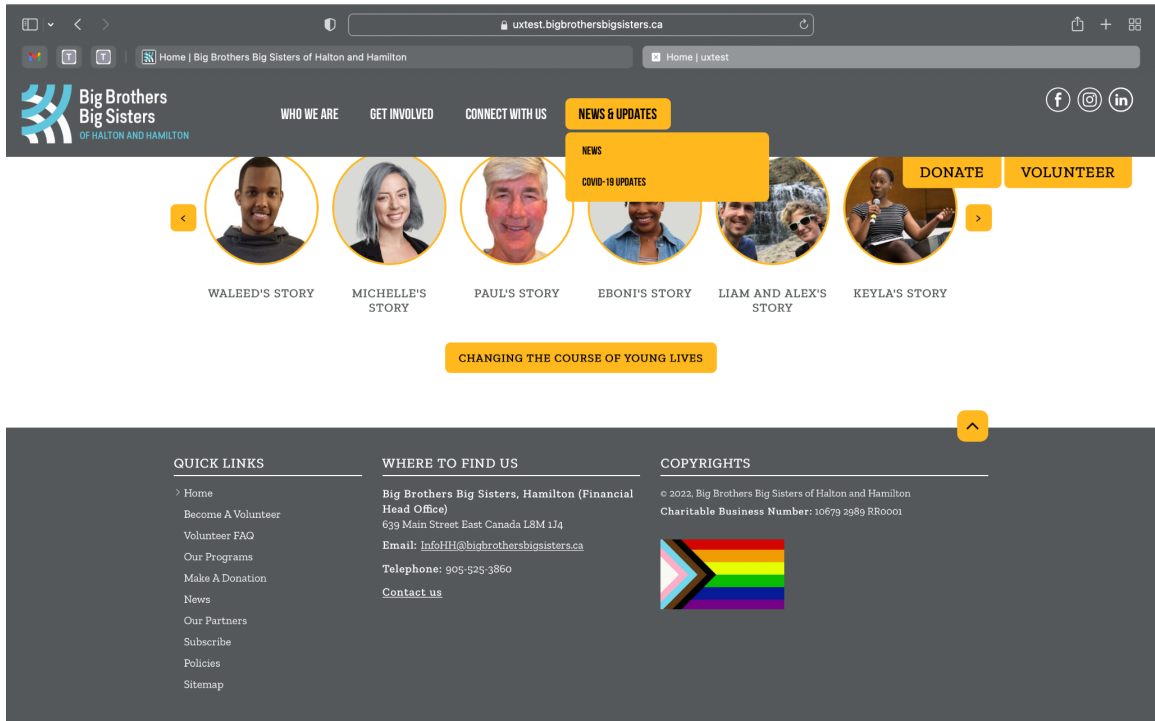 uxtest.bigbrothersbigsisters.ca
T
T
Home | Big Brothers Big Sisters of Halton and Hamilton
Home | uxtest
Big Brothers
Big Sisters
OF HALTON AND HAMILTON
WHO WE ARE
GET INVOLVED
CONNECT WITH US
NEWS & UPDATES
f
in
NEWS
COVID-19 UPDATES
DONATE
VOLUNTEER
<
>
WALEED'S STORY
MICHELLE'S
STORY
PAUL'S STORY
EBONI'S STORY
LIAM AND ALEX'S
STORY
KEYLA'S STORY
CHANGING THE COURSE OF YOUNG LIVES
QUICK LINKS
Home
Become A Volunteer
Volunteer FAQ
Our Programs
Make A Donation
News
Our Partners
Subscribe
Policies
Sitemap
WHERE TO FIND US
Big Brothers Big Sisters, Hamilton (Financial
Head Office)
639 Main Street East Canada L8M 1J4
Email: InfoHH@bigbrothersbigsisters.ca
Telephone: 905-525-3860
Contact us
COPYRIGHTS
© 2022, Big Brothers Big Sisters of Halton and Hamilton
Charitable Business Number: 10679 2989 RR0001